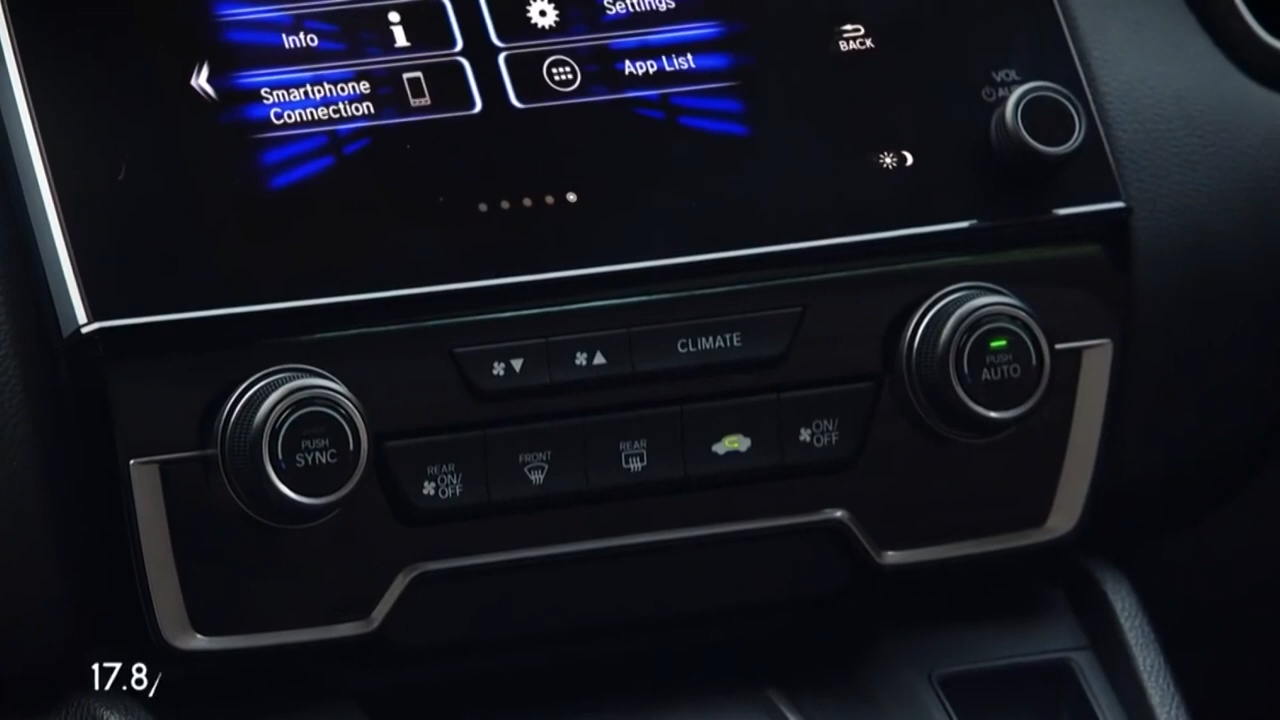 Info
Settings
Smartphone
Connection
App List
BACK
VOL
CLIMATE
PUSH
AUTO
PUSH
SYNC
REAR
ON/
OFF
FRONT
REAR
ON/
OFF
17.8/